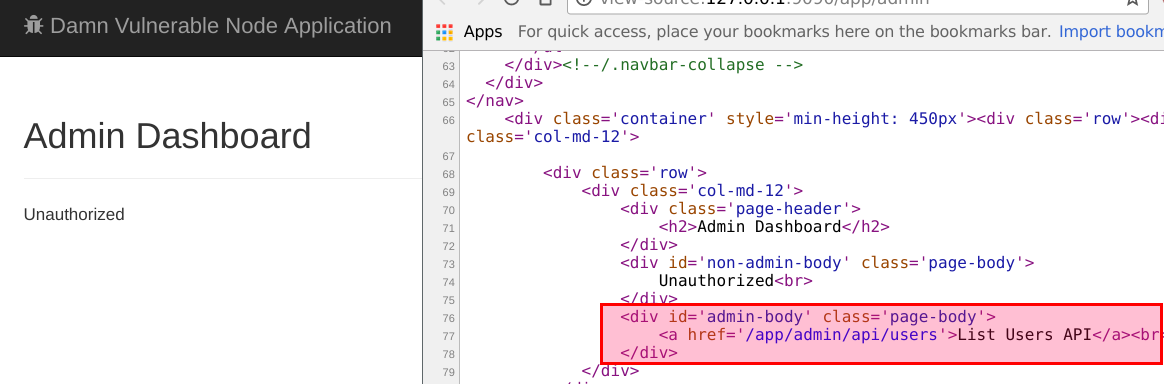 Damn Vulnerable Node Application
Admin Dashboard
Unauthorized
view-source:127.0.0.1:9090/app/admin
Apps For quick access, place your bookmarks here on the bookmarks bar. Import bookm
63 </div><!--/.navbar-collapse -->
64 </div>
65 </nav>
66 <div class='container' style='min-height: 450px'><div class='row'><di
class='col-md-12'>
67
68 <div class='row'>
69 <div class='col-md-12'>
70 <div class='page-header'>
71 <h2>Admin Dashboard</h2>
72 </div>
73 <div id='non-admin-body' class='page-body'>
74 Unauthorized<br>
75 </div>
76 <div id='admin-body' class='page-body'>
77 <a href='/app/admin/api/users'>List Users API</a><br
78 </div>
79 </div>